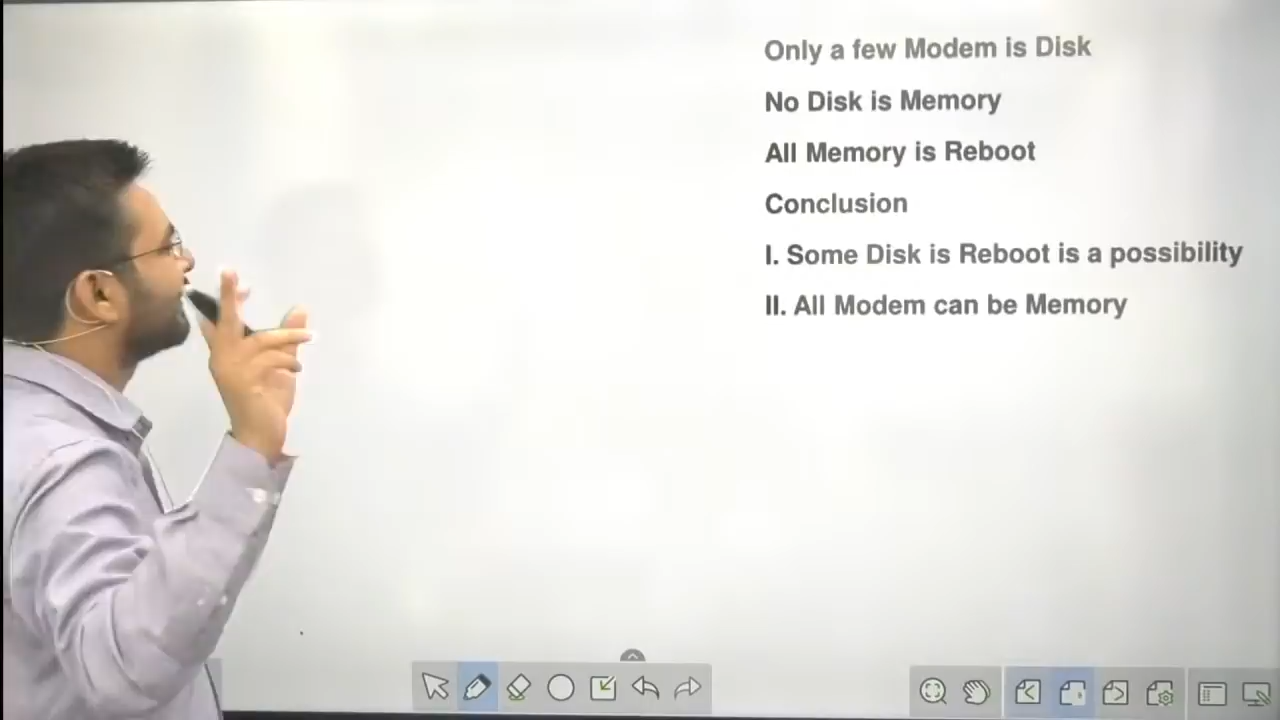 Only a few Modem is Disk
No Disk is Memory
All Memory is Reboot
Conclusion
I. Some Disk is Reboot is a possibility
II. All Modem can be Memory